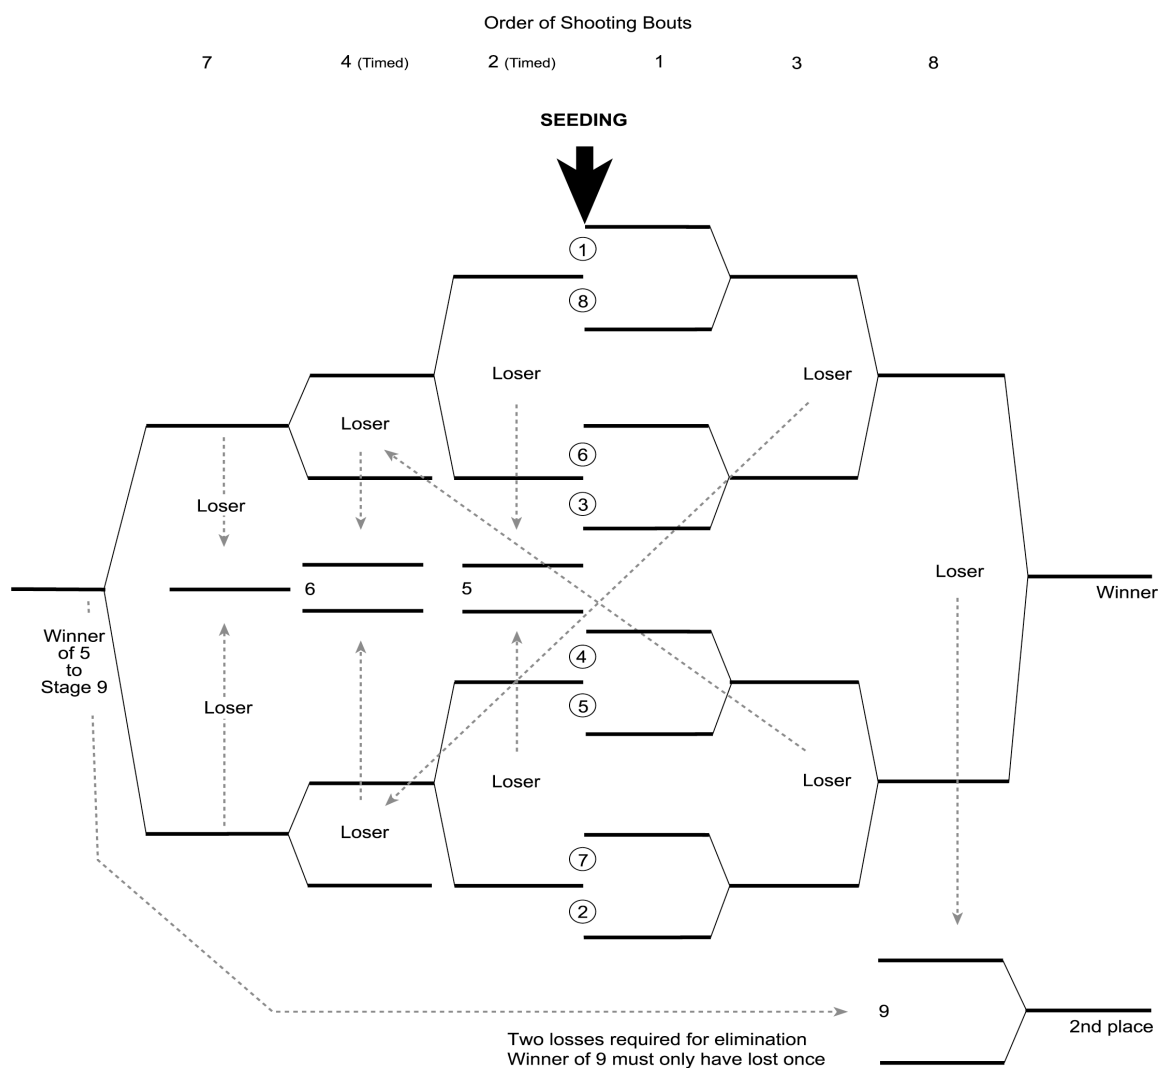 Order of Shooting Bouts
7 4 (Timed) 2 (Timed) 1 3 8
SEEDING
1
8
Loser Loser
Loser
6
3
Loser
6 5
Loser
Winner
Winner
of 5
to
Stage 9
4
5
Loser
Loser Loser
Loser
7
2
9
2nd place
Two losses required for elimination
Winner of 9 must only have lost once